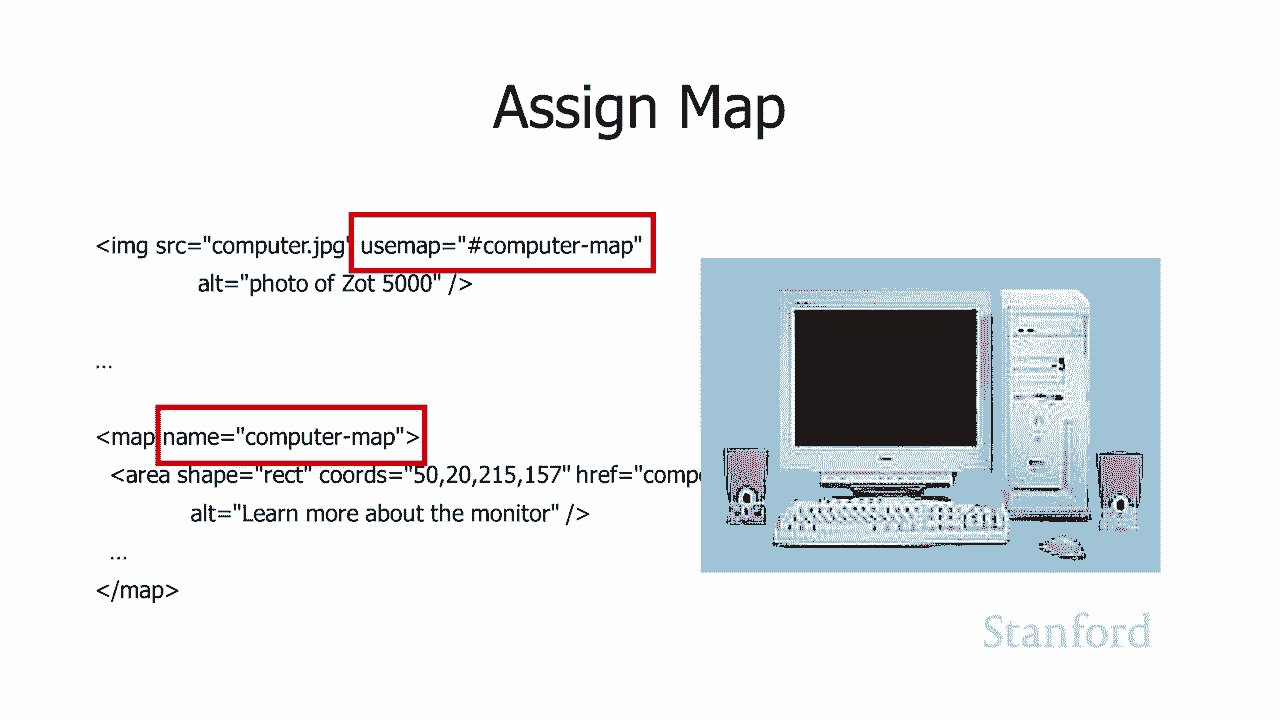 Assign Map
<img src="computer.jpg" usemap="#computer-map"
alt="photo of Zot 5000" />
...
<map name="computer-map">
<area shape="rect" coords="50,20,215,157" href="compu
alt="Learn more about the monitor" />
...
</map>
Stanford